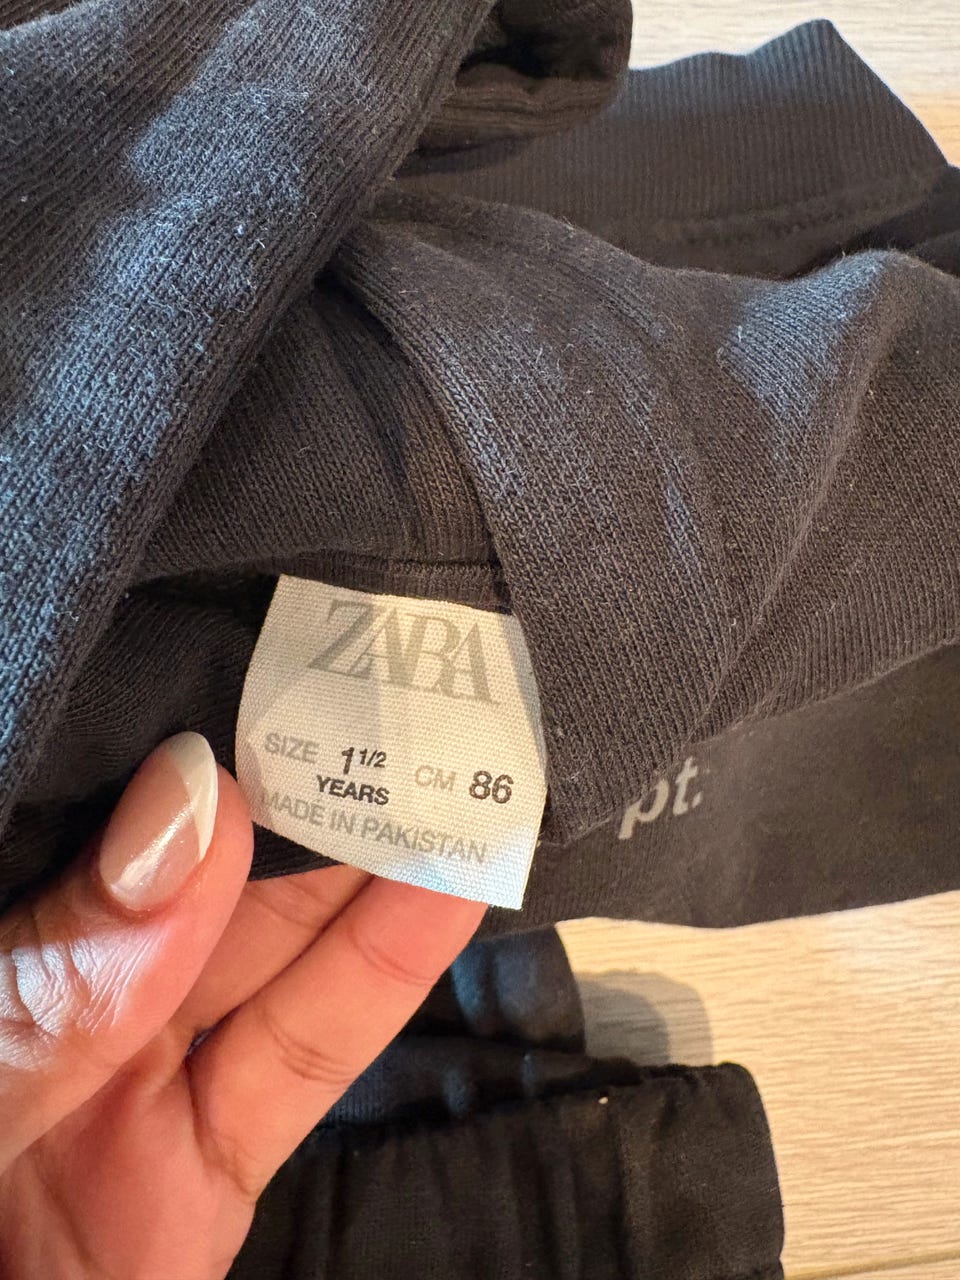 ZARA
SIZE 1 1/2 YEARS CM 86
MADE IN PAKISTAN
pt.